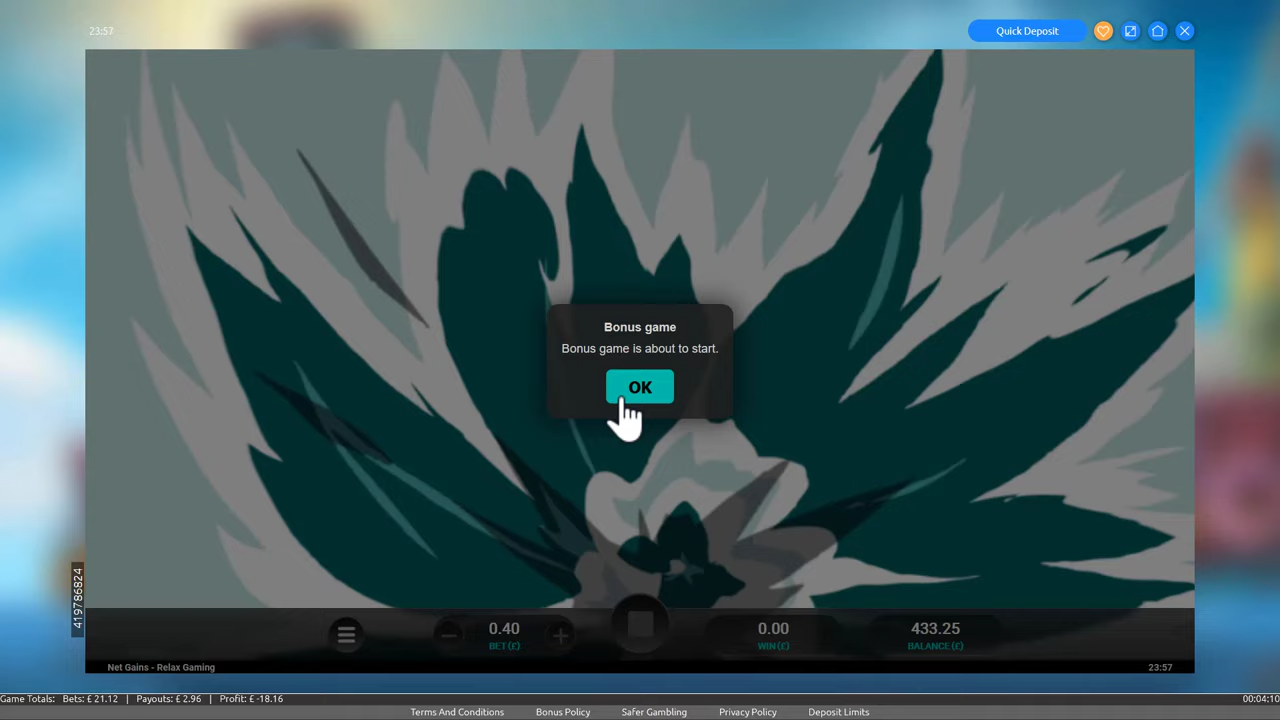 23:57
Quick Deposit
Bonus game
Bonus game is about to start.
OK
419786824
0.40
BET (£)
0.00
WIN (£)
433.25
BALANCE (£)
Net Gains - Relax Gaming
23:57
Game Totals: Bets: £ 21.12 | Payouts: £ 2.96 | Profit: £ -18.16
00:04:10
Terms And Conditions Bonus Policy Safer Gambling Privacy Policy Deposit Limits